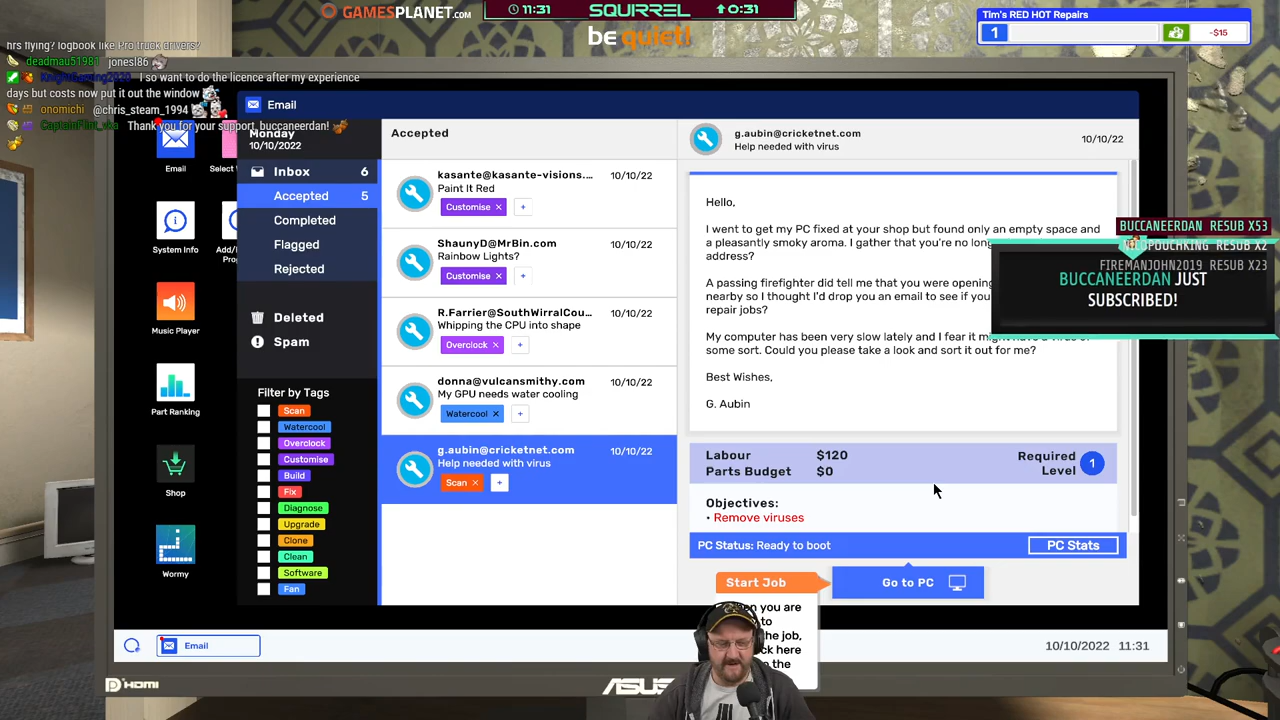 GAMESPLANET.COM
11:31 SQUIRREL 0:31
be quiet!
Tim's RED HOT Repairs
1 -$15
hrs flying? logbook like Pro truck drivers?
deadmau51981 jonesl86
I so want to do the licence after my experience
days but costs now put it out the window
onomichi @chris_steam_1994
Thank you for your support, buccaneerdan!
Email
System Info
Music Player
Part Ranking
Shop
Wormy
Email
Monday
10/10/2022
Inbox 6
Accepted 5
Completed
Flagged
Rejected
Deleted
Spam
Filter by Tags
Scan
Watercool
Overclock
Customise
Build
Fix
Diagnose
Upgrade
Clone
Clean
Software
Fan
Accepted
kasante@kasante-visions.... 10/10/22
Paint It Red
Customise × +
ShaunyD@MrBin.com 10/10/22
Rainbow Lights?
Customise × +
R.Farrier@SouthWirralCou... 10/10/22
Whipping the CPU into shape
Overclock × +
donna@vulcansmithy.com 10/10/22
My GPU needs water cooling
Watercool × +
g.aubin@cricketnet.com 10/10/22
Help needed with virus
Scan × +
g.aubin@cricketnet.com 10/10/22
Help needed with virus
Hello,
I went to get my PC fixed at your shop but found only an empty space and
a pleasantly smoky aroma. I gather that you're no
address?
A passing firefighter did tell me that you were opening
nearby so I thought I'd drop you an email to see if you
repair jobs?
My computer has been very slow lately and I fear it
some sort. Could you please take a look and sort it out for me?
Best Wishes,
G. Aubin
BUCCANEERDAN RESUB X53
RESUB X2
FIREMANJOHN2019 RESUB X23
BUCCANEERDAN JUST
SUBSCRIBED!
Labour $120
Parts Budget $0
Required
Level 1
Objectives:
• Remove viruses
PC Status: Ready to boot PC Stats
Start Job
Go to PC
you are
to
the job,
here
the
Email
10/10/2022 11:31
HDMI
ASUS